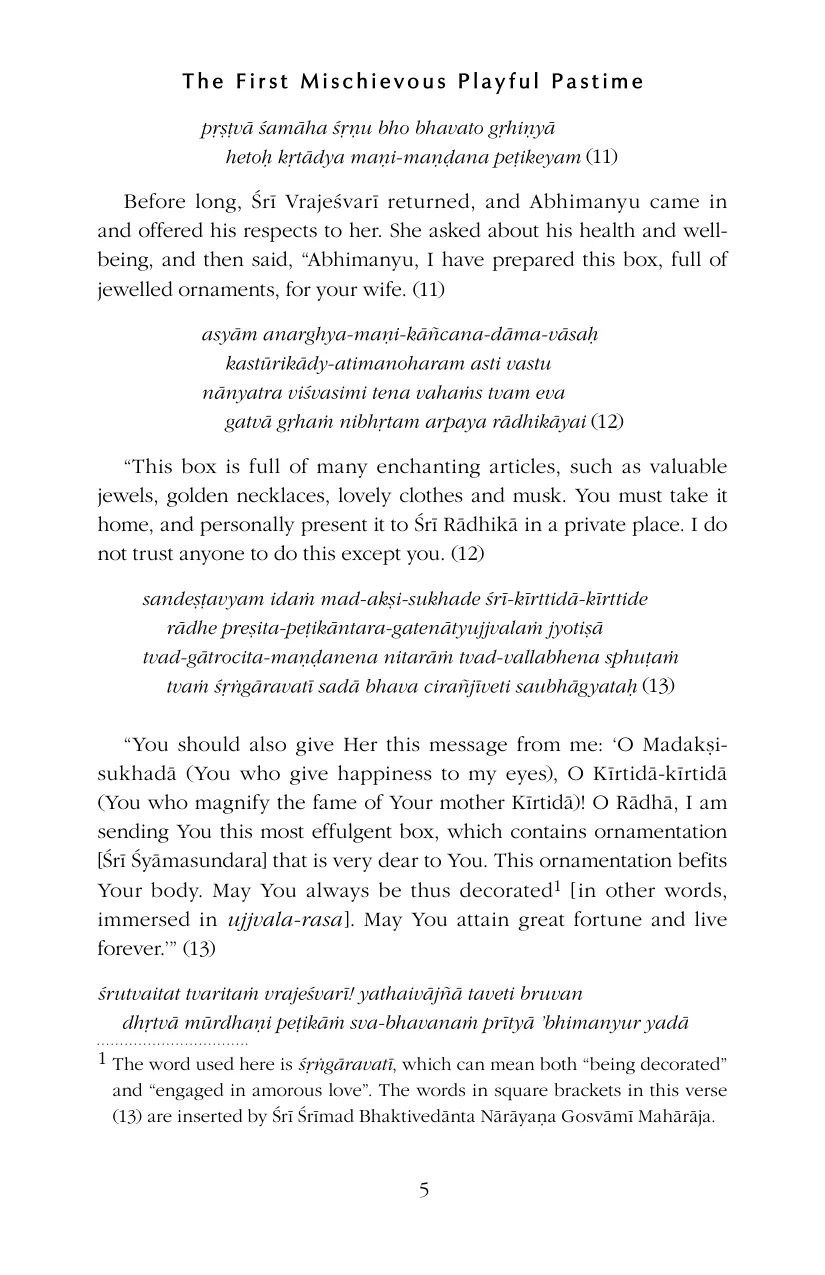 The First Mischievous Playful Pastime
pṛṣṭvā śamāha śṛṇu bho bhavato gṛhiṇyā
hetoḥ kṛtādya maṇi-maṇḍana peṭikeyam (11)
Before long, Śrī Vrajeśvarī returned, and Abhimanyu came in
and offered his respects to her. She asked about his health and well-
being, and then said, “Abhimanyu, I have prepared this box, full of
jewelled ornaments, for your wife. (11)
asyām anarghya-maṇi-kāñcana-dāma-vāsaḥ
kastūrikādy-atimanoharam asti vastu
nānyatra viśvasimi tena vahaṁs tvam eva
gatvā gṛhaṁ nibhṛtam arpaya rādhikāyai (12)
“This box is full of many enchanting articles, such as valuable
jewels, golden necklaces, lovely clothes and musk. You must take it
home, and personally present it to Śrī Rādhikā in a private place. I do
not trust anyone to do this except you. (12)
sandeṣṭavyam idaṁ mad-akṣi-sukhade śrī-kīrttidā-kīrttide
rādhe preṣita-peṭikāntara-gatenātyujjvalaṁ jyotiṣā
tvad-gātrocita-maṇḍanena nitarāṁ tvad-vallabhena sphuṭaṁ
tvaṁ śṛṅgāravatī sadā bhava cirañjīveti saubhāgyataḥ (13)
“You should also give Her this message from me: ‘O Madakṣi-
sukhadā (You who give happiness to my eyes), O Kīrtidā-kīrtidā
(You who magnify the fame of Your mother Kīrtidā)! O Rādhā, I am
sending You this most effulgent box, which contains ornamentation
[Śrī Śyāmasundara] that is very dear to You. This ornamentation befits
Your body. May You always be thus decorated1 [in other words,
immersed in ujjvala-rasa]. May You attain great fortune and live
forever.’” (13)
śrutvaitat tvaritaṁ vrajeśvarī! yathaivājñā taveti bruvan
dhṛtvā mūrdhaṇi peṭikāṁ sva-bhavanaṁ prītyā ’bhimanyur yadā
1 The word used here is śṛṅgāravatī, which can mean both “being decorated”
and “engaged in amorous love”. The words in square brackets in this verse
(13) are inserted by Śrī Śrīmad Bhaktivedānta Nārāyaṇa Gosvāmī Mahārāja.
5